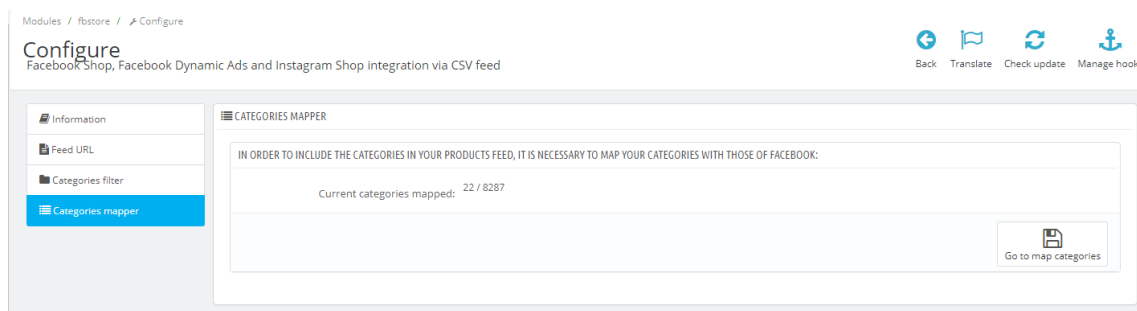 Modules / fbstore / Configure
Configure
Facebook Shop, Facebook Dynamic Ads and Instagram Shop integration via CSV feed
Back Translate Check update Manage hook
Information
Feed URL
Categories filter
Categories mapper
CATEGORIES MAPPER
IN ORDER TO INCLUDE THE CATEGORIES IN YOUR PRODUCTS FEED, IT IS NECESSARY TO MAP YOUR CATEGORIES WITH THOSE OF FACEBOOK:
Current categories mapped: 22 / 8287
Go to map categories